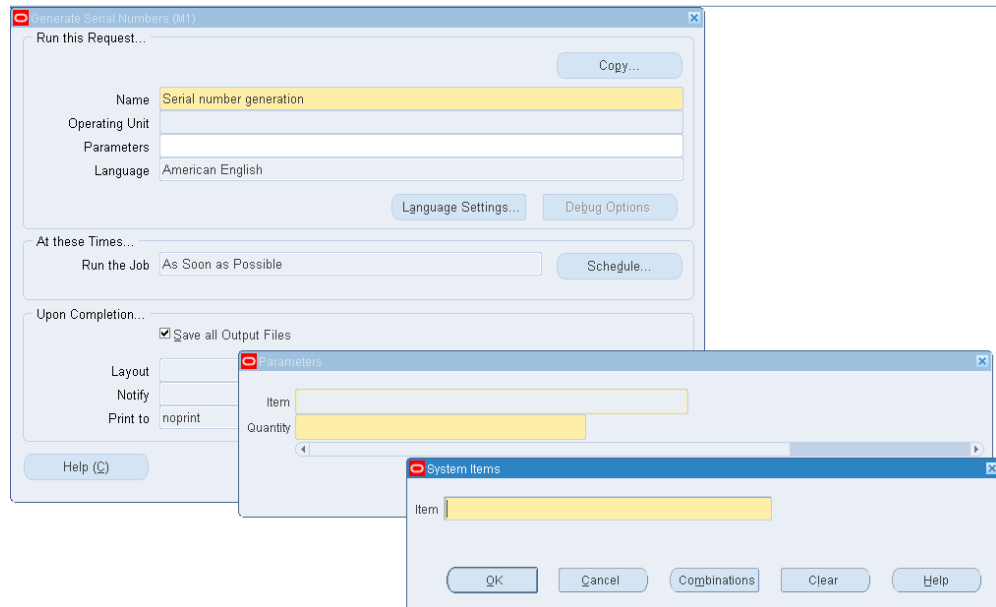 Generate Serial Numbers (M1)
Run this Request...
Copy...
Name Serial number generation
Operating Unit
Parameters
Language American English
Language Settings... Debug Options
At these Times...
Run the Job As Soon as Possible Schedule...
Upon Completion...
Save all Output Files
Layout
Notify
Print to noprint
Help (C)
Parameters
Item
Quantity
System Items
Item
OK Cancel Combinations Clear Help